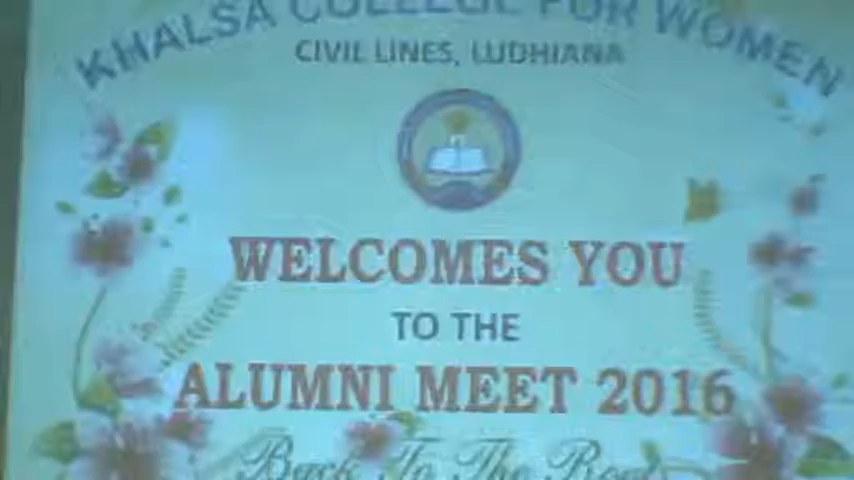 KHALSA COLLEGE FOR WOMEN
CIVIL LINES, LUDHIANA
WELCOMES YOU
TO THE
ALUMNI MEET 2016
Back To The